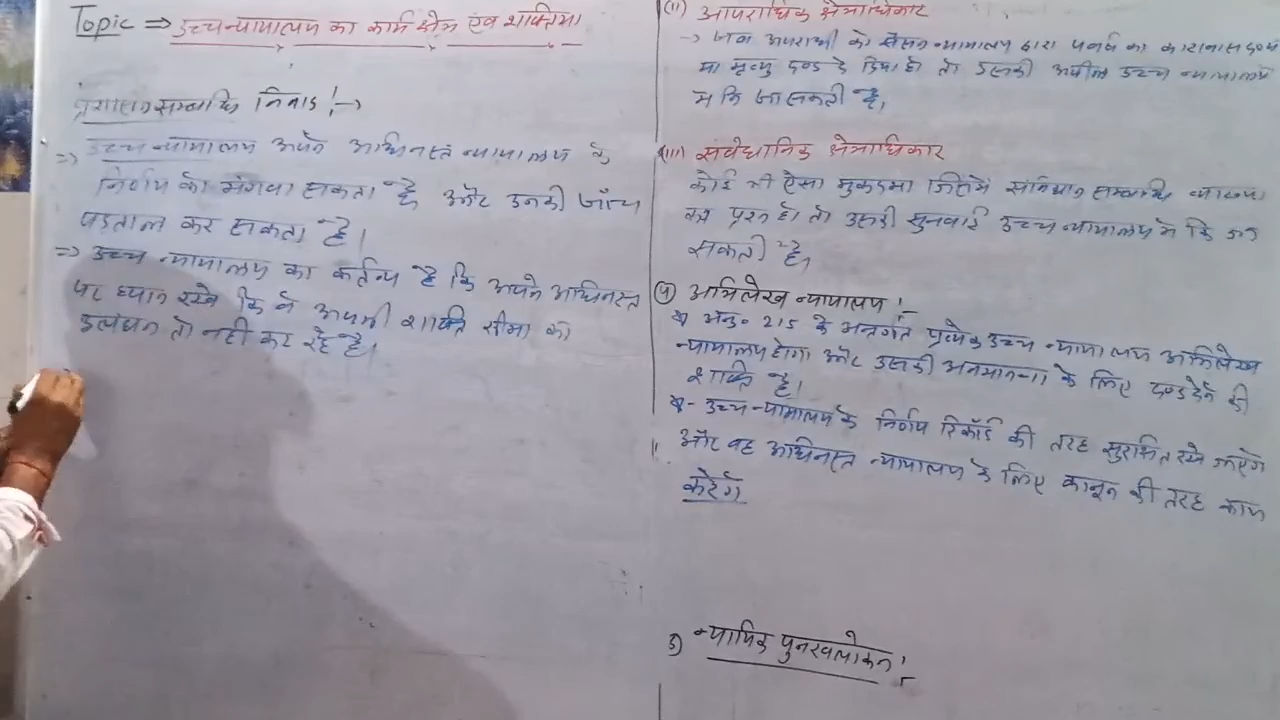 Topic ⇒ उच्च न्यायालय का कार्य क्षेत्र एवं शक्तियां
प्रशासन सम्बन्धि विवाद !→
⇒ उच्च न्यायालय अपने अधिनस्त न्यायालय के
निर्णय को मंगवा सकता है और उनकी जाँच
पडताल कर सकता है।
⇒ उच्च न्यायालय का कर्तव्य है कि अपने अधिनस्त
पर ध्यान रखे कि वे अपनी शक्ति सीमा का
उलंघन तो नही कर रहे है।
(ii) आपराधिक क्षेत्राधिकार
→ जब अपराधी को सेसन न्यायालय द्वारा का कारावास दण्ड
या मृत्यु दण्ड दे दिया हो तो उसकी अपील उच्च न्यायालय
मे कि जा सकती है।
(iii) संवेधानिक क्षेत्राधिकार
कोई भी ऐसा मुकदमा जिसमें संविधान सम्बन्धि व्याख्या
का प्रश्न हो तो उसकी सुनवाई उच्च न्यायालय मे कि जा
सकती है।
(4) अभिलेख न्यायालय !-
अनु० 215 के अन्तर्गत प्रत्येक उच्च न्यायालय अभिलेख
न्यायालय होगा और उसकी अवमानना के लिए दण्ड देने की
शक्ति है।
- उच्च न्यायालय के निर्णय रिकॉर्ड की तरह सुरक्षित रखे जाएंगे
और वह अधिनस्त न्यायालय के लिए कानून की तरह काम
करेगें
5) न्यायिक पुनरवलोकन !-